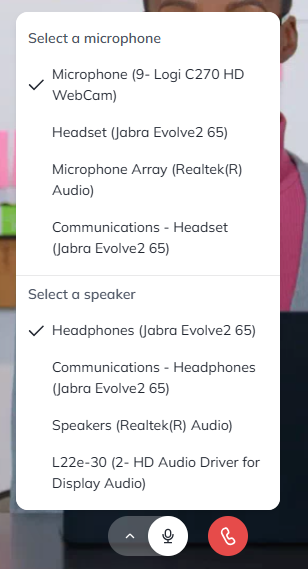 Select a microphone
Microphone (9- Logi C270 HD
WebCam)
Headset (Jabra Evolve2 65)
Microphone Array (Realtek(R)
Audio)
Communications - Headset
(Jabra Evolve2 65)
Select a speaker
Headphones (Jabra Evolve2 65)
Communications - Headphones
(Jabra Evolve2 65)
Speakers (Realtek(R) Audio)
L22e-30 (2- HD Audio Driver for
Display Audio)